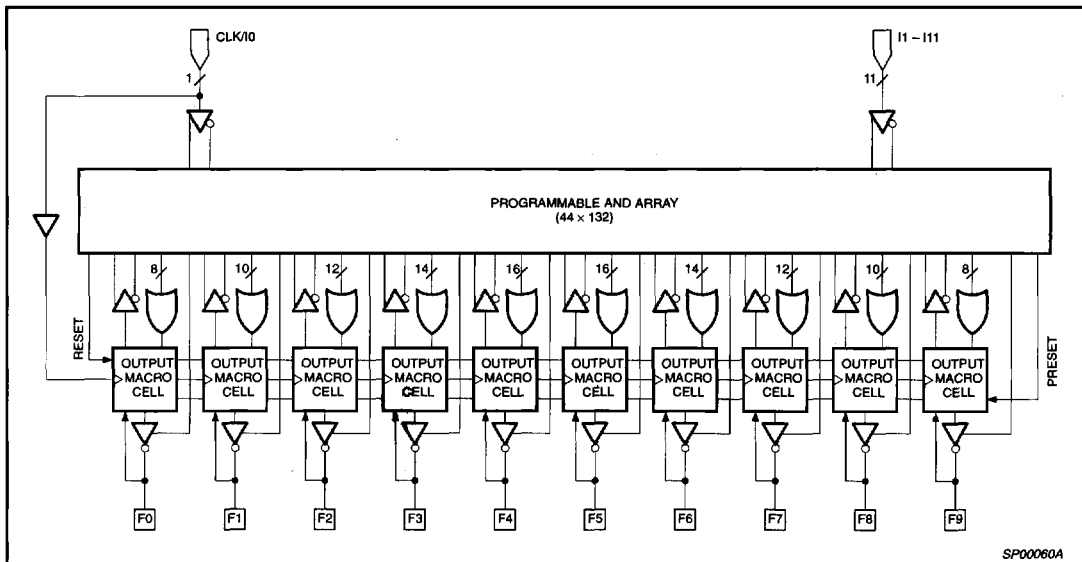 CLK/I0
I1 – I11
1
11
PROGRAMMABLE AND ARRAY
(44 × 132)
8 10 12 14 16 16 14 12 10 8
RESET
PRESET
OUTPUT MACRO CELL
OUTPUT MACRO CELL
OUTPUT MACRO CELL
OUTPUT MACRO CELL
OUTPUT MACRO CELL
OUTPUT MACRO CELL
OUTPUT MACRO CELL
OUTPUT MACRO CELL
OUTPUT MACRO CELL
OUTPUT MACRO CELL
F0 F1 F2 F3 F4 F5 F6 F7 F8 F9
SP00060A